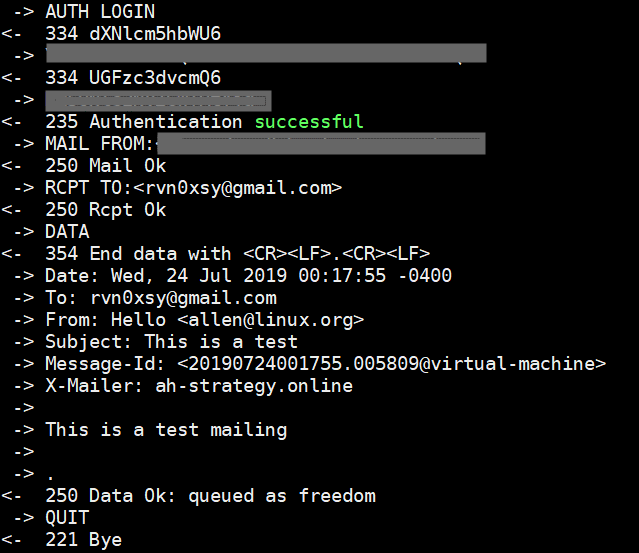 -> AUTH LOGIN
<- 334 dXNlcm5hbWU6
->
<- 334 UGFzc3dvcmQ6
->
<- 235 Authentication successful
-> MAIL FROM:<
<- 250 Mail Ok
-> RCPT TO:<rvn0xsy@gmail.com>
<- 250 Rcpt Ok
-> DATA
<- 354 End data with <CR><LF>.<CR><LF>
-> Date: Wed, 24 Jul 2019 00:17:55 -0400
-> To: rvn0xsy@gmail.com
-> From: Hello <allen@linux.org>
-> Subject: This is a test
-> Message-Id: <20190724001755.005809@virtual-machine>
-> X-Mailer: ah-strategy.online
->
-> This is a test mailing
->
-> .
<- 250 Data Ok: queued as freedom
-> QUIT
<- 221 Bye